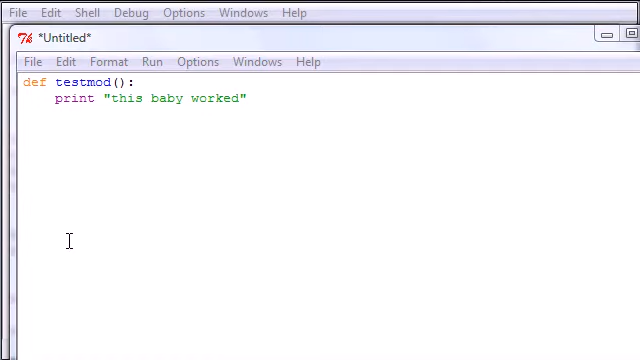 File Edit Shell Debug Options Windows Help
*Untitled*
File Edit Format Run Options Windows Help
def testmod():
    print "this baby worked"